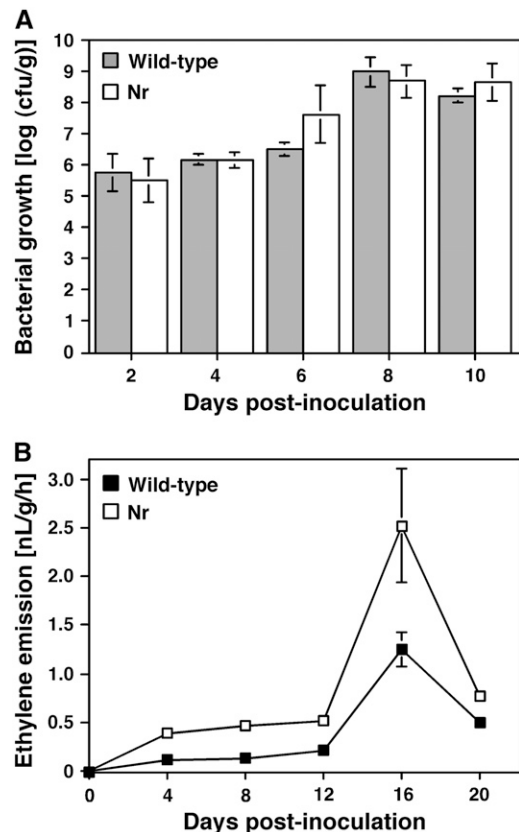 A
Bacterial growth [log (cfu/g)]
10
9
8
7
6
5
4
3
2
1
0
Wild-type
Nr
2 4 6 8 10
Days post-inoculation
B
Ethylene emission [nL/g/h]
3.0
2.5
2.0
1.5
1.0
0.5
0
Wild-type
Nr
0 4 8 12 16 20
Days post-inoculation